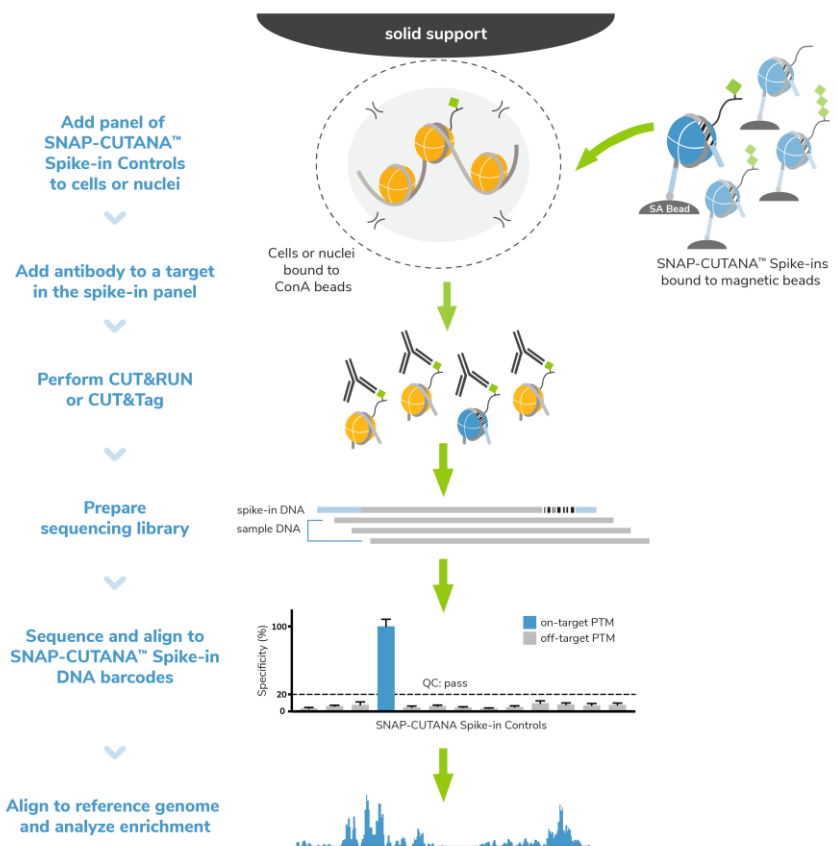 solid support
Add panel of
SNAP-CUTANA™
Spike-in Controls
to cells or nuclei
SA Bead
Cells or nuclei
bound to
ConA beads
SNAP-CUTANA™ Spike-ins
bound to magnetic beads
Add antibody to a target
in the spike-in panel
Perform CUT&RUN
or CUT&Tag
Prepare
sequencing library
spike-in DNA
sample DNA
Sequence and align to
SNAP-CUTANA™ Spike-in
DNA barcodes
Specificity (%)
100
20
0
on-target PTM
off-target PTM
QC: pass
SNAP-CUTANA Spike-in Controls
Align to reference genome
and analyze enrichment